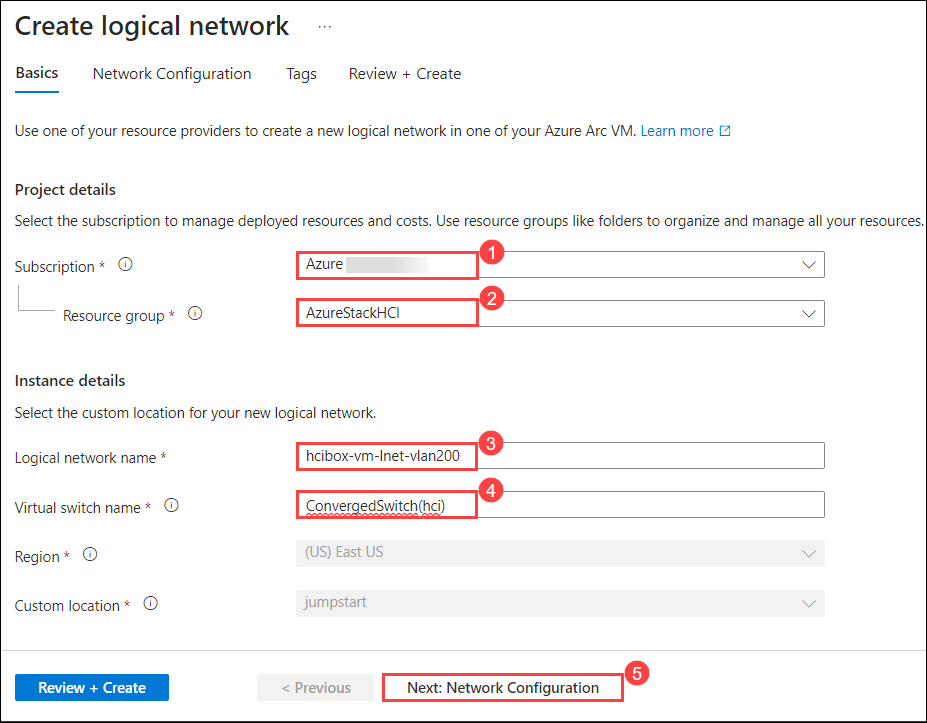 Create logical network ...
Basics Network Configuration Tags Review + Create
Use one of your resource providers to create a new logical network in one of your Azure Arc VM. Learn more
Project details
Select the subscription to manage deployed resources and costs. Use resource groups like folders to organize and manage all your resources.
Subscription * Azure 1
Resource group * AzureStackHCI 2
Instance details
Select the custom location for your new logical network.
Logical network name * hcibox-vm-lnet-vlan200 3
Virtual switch name * ConvergedSwitch(hci) 4
Region * (US) East US
Custom location * jumpstart
Review + Create < Previous Next: Network Configuration 5